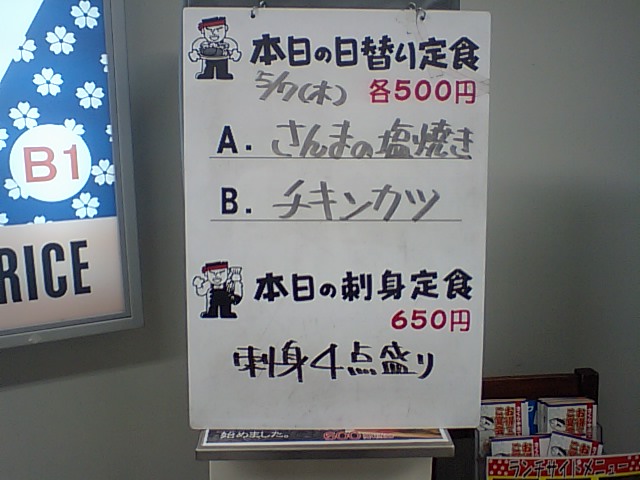 本日の日替り定食
5/7(木) 各500円
A. さんまの塩焼き
B. チキンカツ
本日の刺身定食
650円
刺身4点盛り
B1
RICE
始めました。
ランチサイドメニュー